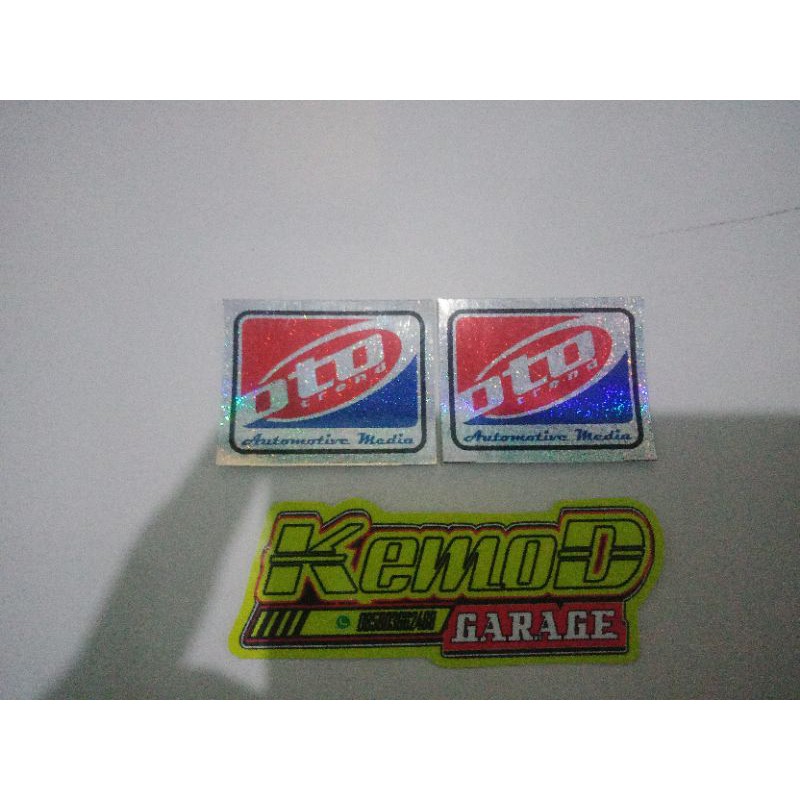 oto
trend
Automotive Media
oto
trend
Automotive Media
KemoD
G.A.R.A.G.E